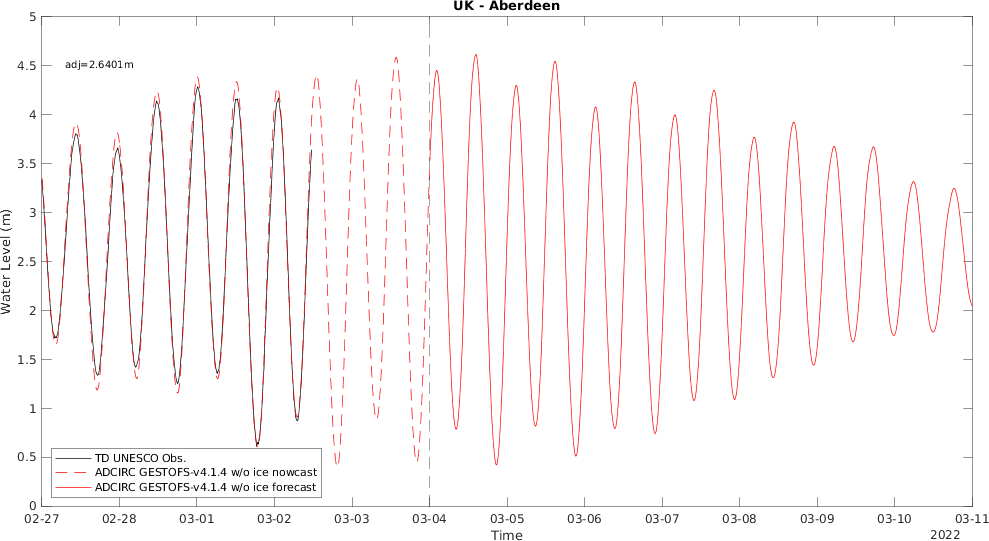 UK - Aberdeen
5
4.5
4
3.5
3
2.5
2
1.5
1
0.5
0
Water Level (m)
adj=2.6401m
TD UNESCO Obs.
ADCIRC GESTOFS-v4.1.4 w/o ice nowcast
ADCIRC GESTOFS-v4.1.4 w/o ice forecast
02-27 02-28 03-01 03-02 03-03 03-04 03-05 03-06 03-07 03-08 03-09 03-10 03-11
Time
2022